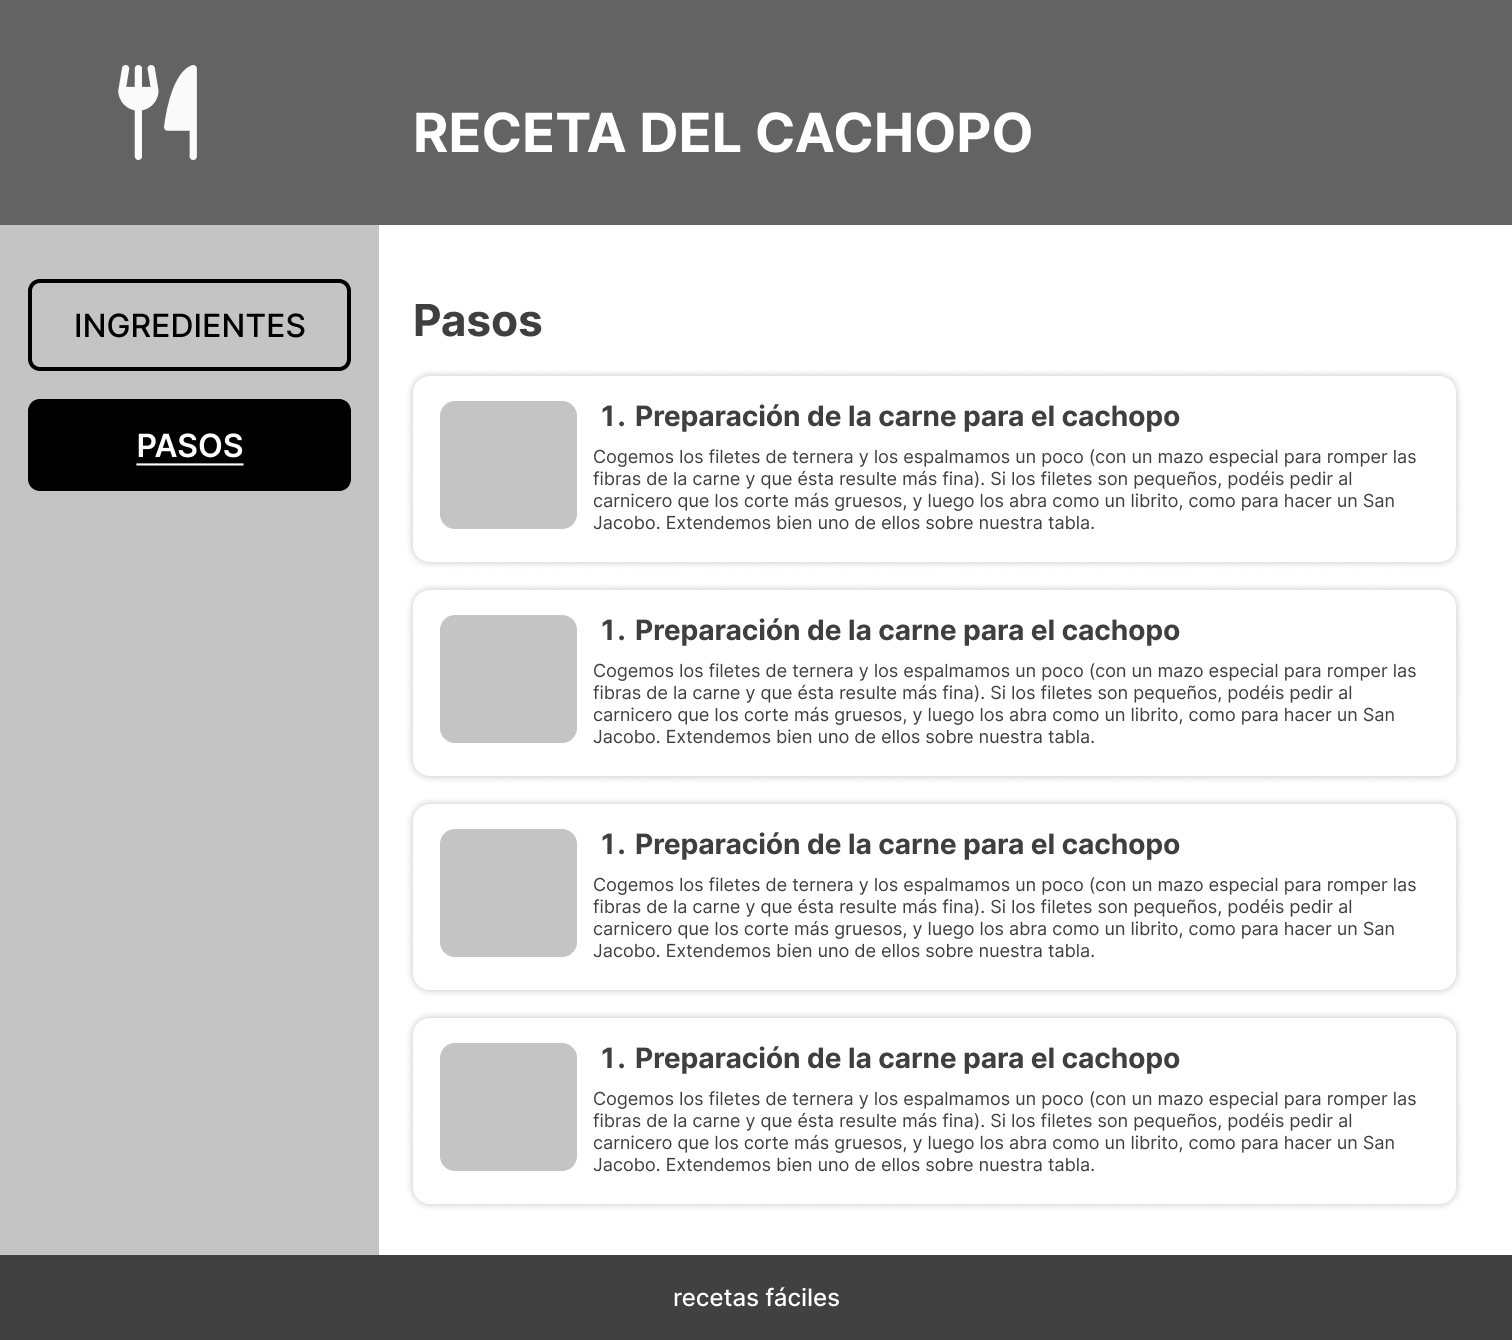 RECETA DEL CACHOPO
INGREDIENTES
PASOS
Pasos
1. Preparación de la carne para el cachopo
Cogemos los filetes de ternera y los espalmamos un poco (con un mazo especial para romper las
fibras de la carne y que ésta resulte más fina). Si los filetes son pequeños, podéis pedir al
carnicero que los corte más gruesos, y luego los abra como un librito, como para hacer un San
Jacobo. Extendemos bien uno de ellos sobre nuestra tabla.
1. Preparación de la carne para el cachopo
Cogemos los filetes de ternera y los espalmamos un poco (con un mazo especial para romper las
fibras de la carne y que ésta resulte más fina). Si los filetes son pequeños, podéis pedir al
carnicero que los corte más gruesos, y luego los abra como un librito, como para hacer un San
Jacobo. Extendemos bien uno de ellos sobre nuestra tabla.
1. Preparación de la carne para el cachopo
Cogemos los filetes de ternera y los espalmamos un poco (con un mazo especial para romper las
fibras de la carne y que ésta resulte más fina). Si los filetes son pequeños, podéis pedir al
carnicero que los corte más gruesos, y luego los abra como un librito, como para hacer un San
Jacobo. Extendemos bien uno de ellos sobre nuestra tabla.
1. Preparación de la carne para el cachopo
Cogemos los filetes de ternera y los espalmamos un poco (con un mazo especial para romper las
fibras de la carne y que ésta resulte más fina). Si los filetes son pequeños, podéis pedir al
carnicero que los corte más gruesos, y luego los abra como un librito, como para hacer un San
Jacobo. Extendemos bien uno de ellos sobre nuestra tabla.
recetas fáciles